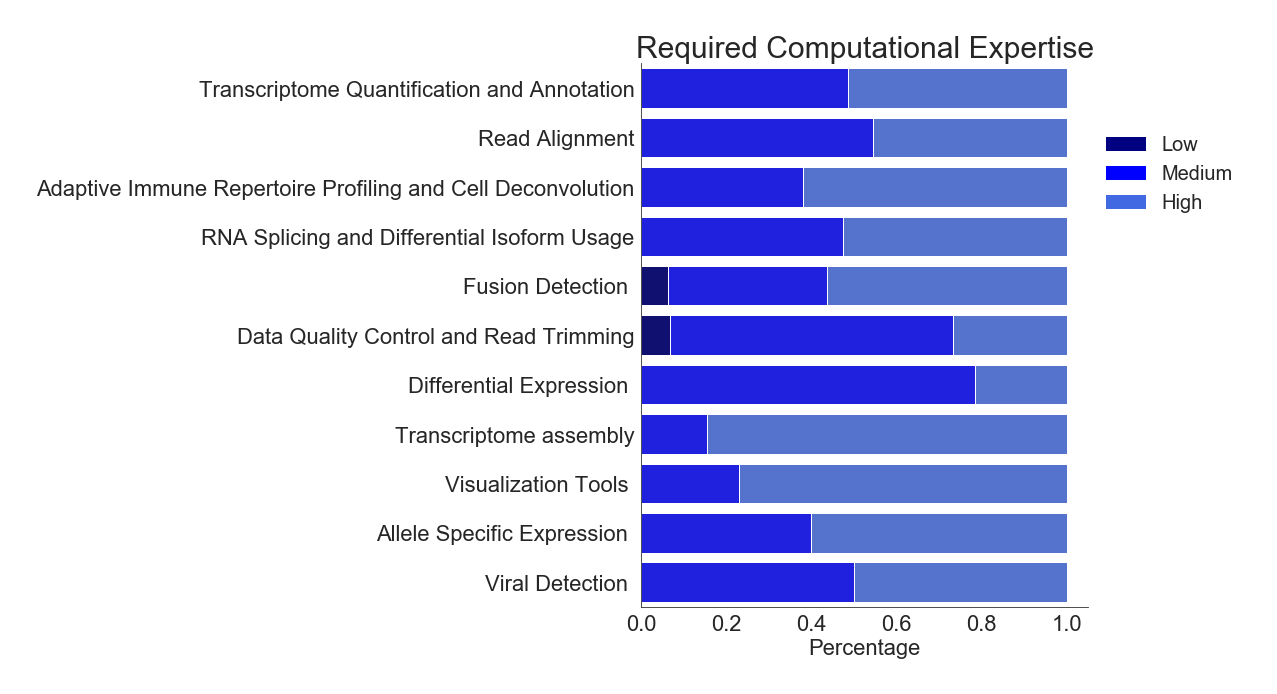 Required Computational Expertise
Transcriptome Quantification and Annotation
Read Alignment
Adaptive Immune Repertoire Profiling and Cell Deconvolution
RNA Splicing and Differential Isoform Usage
Fusion Detection
Data Quality Control and Read Trimming
Differential Expression
Transcriptome assembly
Visualization Tools
Allele Specific Expression
Viral Detection
0.0 0.2 0.4 0.6 0.8 1.0
Percentage
Low
Medium
High